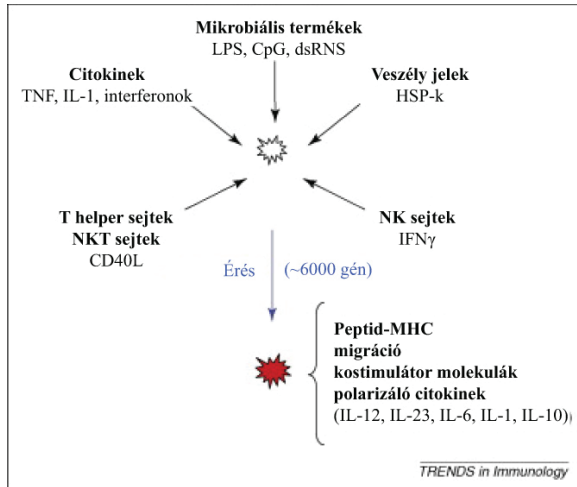 Mikrobiális termékek
LPS, CpG, dsRNS
Citokinek
TNF, IL-1, interferonok
Veszély jelek
HSP-k
T helper sejtek
NKT sejtek
CD40L
NK sejtek
IFNγ
Érés (~6000 gén)
Peptid-MHC
migráció
kostimulátor molekulák
polarizáló citokinek
(IL-12, IL-23, IL-6, IL-1, IL-10))
TRENDS in Immunology